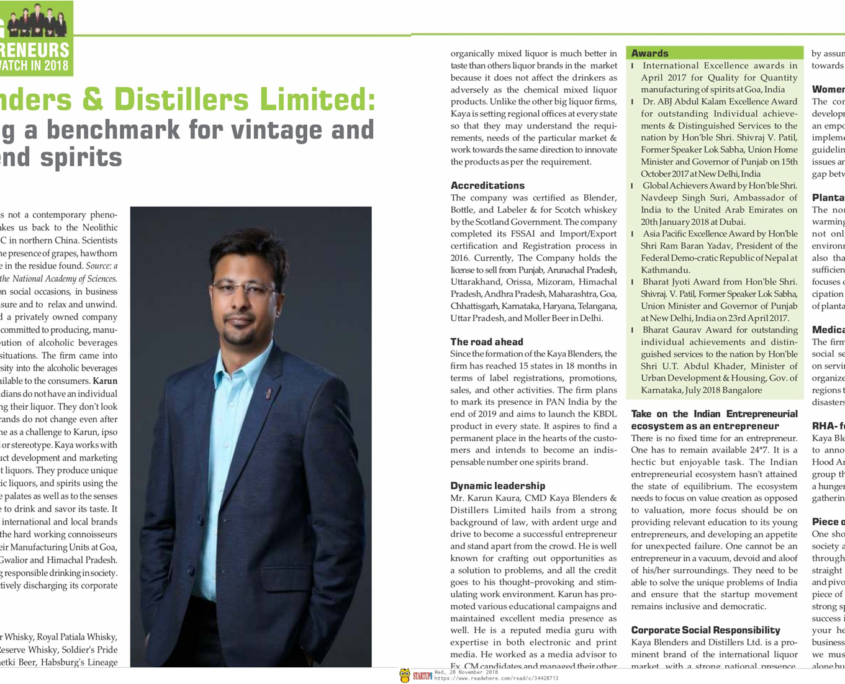 PRENEURS
WATCH IN 2018
nders & Distillers Limited:
g a benchmark for vintage and
end spirits
s not a contemporary pheno-
akes us back to the Neolithic
C in northern China. Scientists
he presence of grapes, hawthorn
e in the residue found. Source: a
the National Academy of Sciences.
on social occasions, in business
sure and to relax and unwind.
d a privately owned company
committed to producing, manu-
bution of alcoholic beverages
situations. The firm came into
rsity into the alcoholic beverages
ailable to the consumers. Karun
dians do not have an individual
ng their liquor. They don't look
rands do not change even after
me as a challenge to Karun, ipso
l or stereotype. Kaya works with
uct development and marketing
t liquors. They produce unique
tic liquors, and spirits using the
e palates as well as to the senses
e to drink and savor its taste. It
international and local brands
the hard working connoisseurs
eir Manufacturing Units at Goa,
Gwalior and Himachal Pradesh.
g responsible drinking in society.
tively discharging its corporate
r Whisky, Royal Patiala Whisky,
Reserve Whisky, Soldier's Pride
netki Beer, Habsburg's Lineage
organically mixed liquor is much better in
taste than others liquor brands in the market
because it does not affect the drinkers as
adversely as the chemical mixed liquor
products. Unlike the other big liquor firms,
Kaya is setting regional offices at every state
so that they may understand the requi-
rements, needs of the particular market &
work towards the same direction to innovate
the products as per the requirement.
Accreditations
The company was certified as Blender,
Bottle, and Labeler & for Scotch whiskey
by the Scotland Government. The company
completed its FSSAI and Import/Export
certification and Registration process in
2016. Currently, The Company holds the
license to sell from Punjab, Arunachal Pradesh,
Uttarakhand, Orissa, Mizoram, Himachal
Pradesh, Andhra Pradesh, Maharashtra, Goa,
Chhattisgarh, Karnataka, Haryana, Telangana,
Uttar Pradesh, and Moller Beer in Delhi.
The road ahead
Since the formation of the Kaya Blenders, the
firm has reached 15 states in 18 months in
terms of label registrations, promotions,
sales, and other activities. The firm plans
to mark its presence in PAN India by the
end of 2019 and aims to launch the KBDL
product in every state. It aspires to find a
permanent place in the hearts of the custo-
mers and intends to become an indis-
pensable number one spirits brand.
Dynamic leadership
Mr. Karun Kaura, CMD Kaya Blenders &
Distillers Limited hails from a strong
background of law, with ardent urge and
drive to become a successful entrepreneur
and stand apart from the crowd. He is well
known for crafting out opportunities as
a solution to problems, and all the credit
goes to his thought–provoking and stim-
ulating work environment. Karun has pro-
moted various educational campaigns and
maintained excellent media presence as
well. He is a reputed media guru with
expertise in both electronic and print
media. He worked as a media advisor to
Ex. CM candidates and managed their other
Awards
International Excellence awards in
April 2017 for Quality for Quantity
manufacturing of spirits at Goa, India
Dr. ABJ Abdul Kalam Excellence Award
for outstanding Individual achieve-
ments & Distinguished Services to the
nation by Hon'ble Shri. Shivraj V. Patil,
Former Speaker Lok Sabha, Union Home
Minister and Governor of Punjab on 15th
October 2017 at New Delhi, India
Global Achievers Award by Hon'ble Shri.
Navdeep Singh Suri, Ambassador of
India to the United Arab Emirates on
20th January 2018 at Dubai.
Asia Pacific Excellence Award by Hon'ble
Shri Ram Baran Yadav, President of the
Federal Demo-cratic Republic of Nepal at
Kathmandu.
Bharat Jyoti Award from Hon'ble Shri.
Shivraj. V. Patil, Former Speaker Lok Sabha,
Union Minister and Governor of Punjab
at New Delhi, India on 23rd April 2017.
Bharat Gaurav Award for outstanding
individual achievements and distin-
guished services to the nation by Hon'ble
Shri U.T. Abdul Khader, Minister of
Urban Development & Housing, Gov. of
Karnataka, July 2018 Bangalore
Take on the Indian Entrepreneurial
ecosystem as an entrepreneur
There is no fixed time for an entrepreneur.
One has to remain available 24*7. It is a
hectic but enjoyable task. The Indian
entrepreneurial ecosystem hasn't attained
the state of equilibrium. The ecosystem
needs to focus on value creation as opposed
to valuation, more focus should be on
providing relevant education to its young
entrepreneurs, and developing an appetite
for unexpected failure. One cannot be an
entrepreneur in a vacuum, devoid and aloof
of his/her surroundings. They need to be
able to solve the unique problems of India
and ensure that the startup movement
remains inclusive and democratic.
Corporate Social Responsibility
Kaya Blenders and Distillers Ltd. is a pro-
minent brand of the international liquor
market, with a strong national presence,
by assum
towards
Women
The con
developm
an empo
impleme
guideline
issues an
gap betw
Planta
The nor
warming
not onl
environm
also tha
sufficien
focuses o
cipation
of planta
Medica
The firm
social se
on servin
organize
regions t
disasters
RHA- f
Kaya Ble
to anno
Hood Ar
group th
a hunger
gathering
Piece o
One sho
society a
through
straight
and pivo
piece of
strong sp
success i
your he
business
we mus
alone bu
STARTUP
Wed, 28 November 2018
https://www.readwhere.com/read/c/34428713